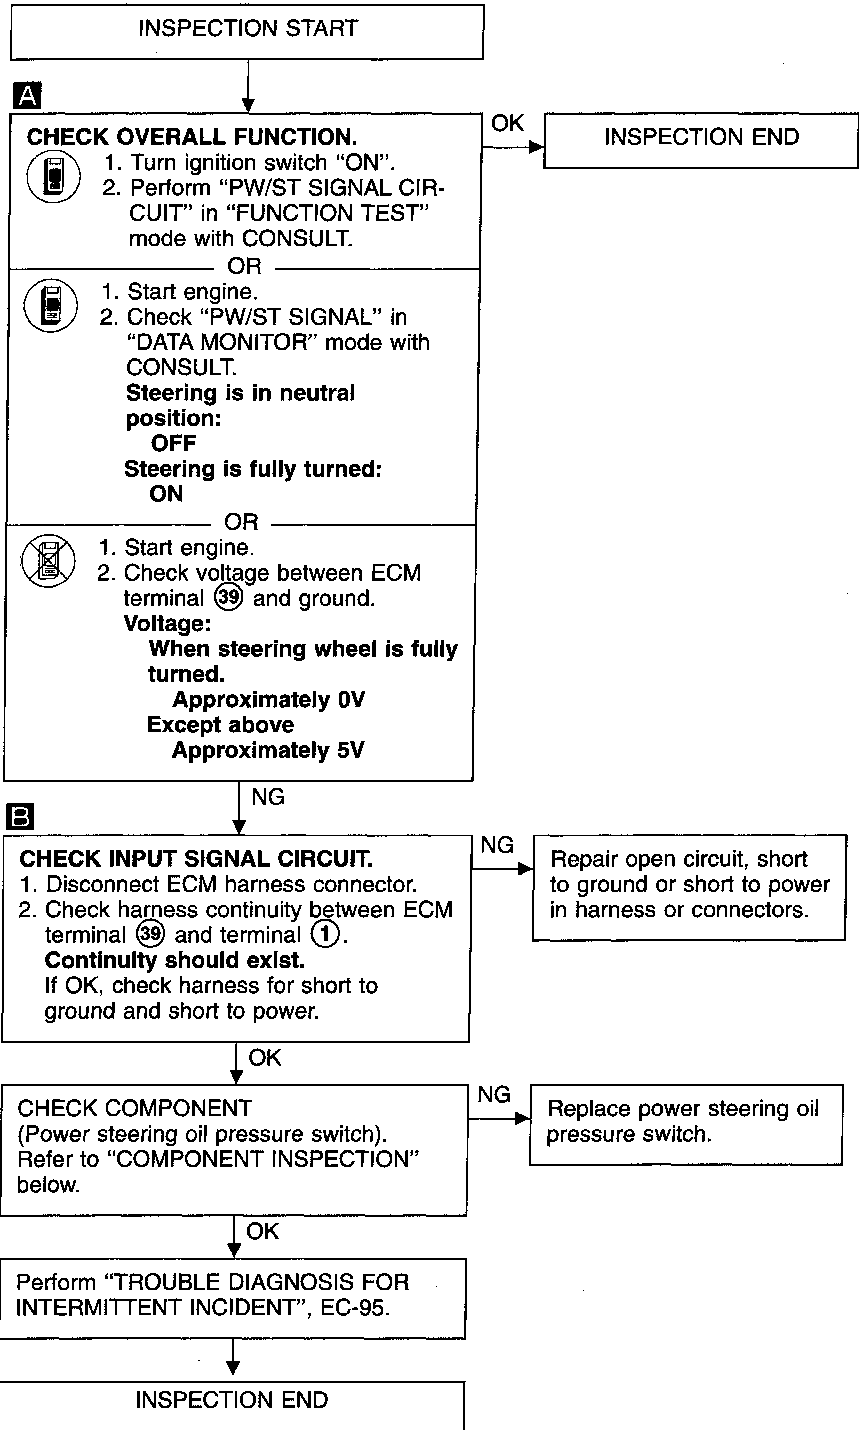 INSPECTION START
A
CHECK OVERALL FUNCTION.
1. Turn ignition switch “ON”.
2. Perform “PW/ST SIGNAL CIR-
CUIT” in “FUNCTION TEST”
mode with CONSULT.
OR
1. Start engine.
2. Check “PW/ST SIGNAL” in
“DATA MONITOR” mode with
CONSULT.
Steering is in neutral
position:
OFF
Steering is fully turned:
ON
OR
1. Start engine.
2. Check voltage between ECM
terminal 39 and ground.
Voltage:
When steering wheel is fully
turned.
Approximately 0V
Except above
Approximately 5V
OK
INSPECTION END
NG
B
CHECK INPUT SIGNAL CIRCUIT.
1. Disconnect ECM harness connector.
2. Check harness continuity between ECM
terminal 39 and terminal 1.
Continuity should exist.
If OK, check harness for short to
ground and short to power.
NG
Repair open circuit, short
to ground or short to power
in harness or connectors.
OK
CHECK COMPONENT
(Power steering oil pressure switch).
Refer to “COMPONENT INSPECTION”
below.
NG
Replace power steering oil
pressure switch.
OK
Perform “TROUBLE DIAGNOSIS FOR
INTERMITTENT INCIDENT”, EC-95.
INSPECTION END